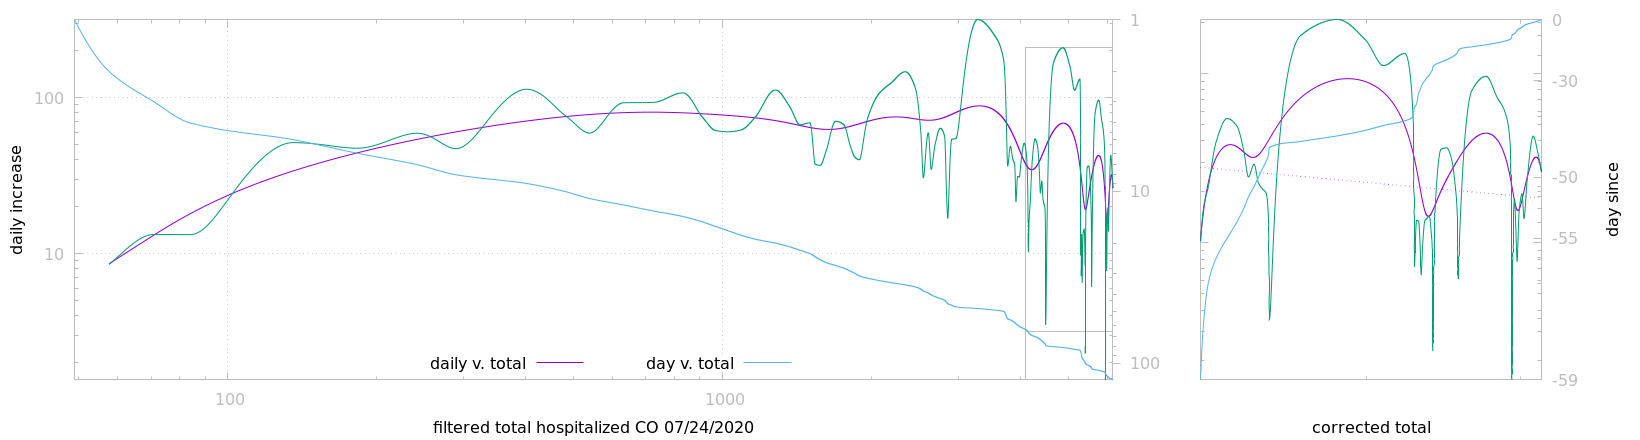 1
0
100
-30
daily increase
10
-50
day since
10
-55
daily v. total
day v. total
100
-59
100
1000
filtered total hospitalized CO 07/24/2020
corrected total